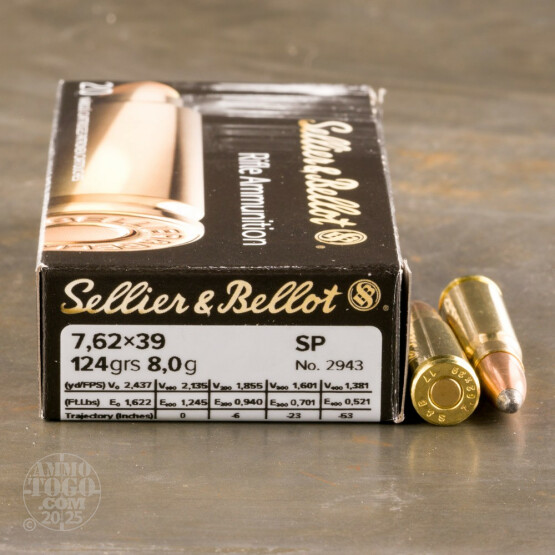 20
Sellier & Bellot
Rifle Ammunition
Sellier & Bellot
7,62×39 SP
124grs 8,0g No. 2943
(yd/FPS) V₀ 2,437 V₁₀₀ 2,135 V₂₀₀ 1,855 V₃₀₀ 1,601 V₄₀₀ 1,381
(Ft.Lbs) E₀ 1,622 E₁₀₀ 1,245 E₂₀₀ 0,940 E₃₀₀ 0,701 E₄₀₀ 0,521
Trajectory (Inches) 0 -6 -23 -53
AMMO
TOGO
.COM
© 2025